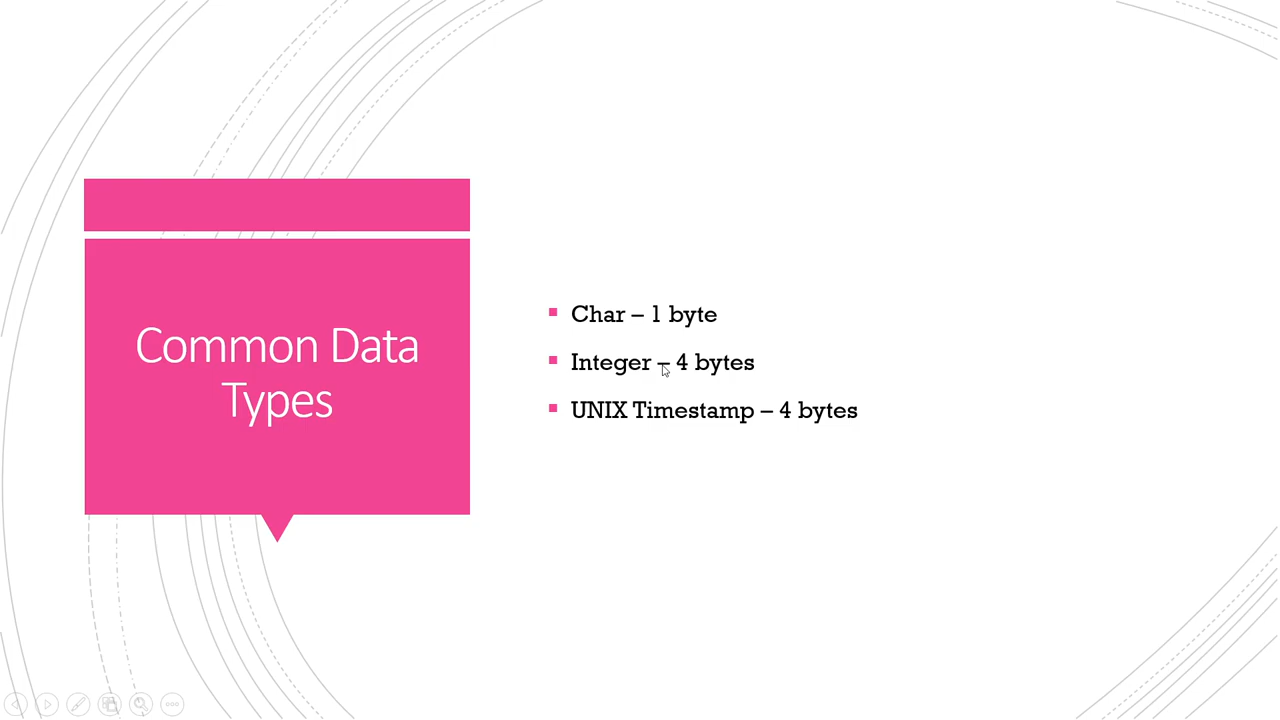 Common Data
Types
Char – 1 byte
Integer – 4 bytes
UNIX Timestamp – 4 bytes